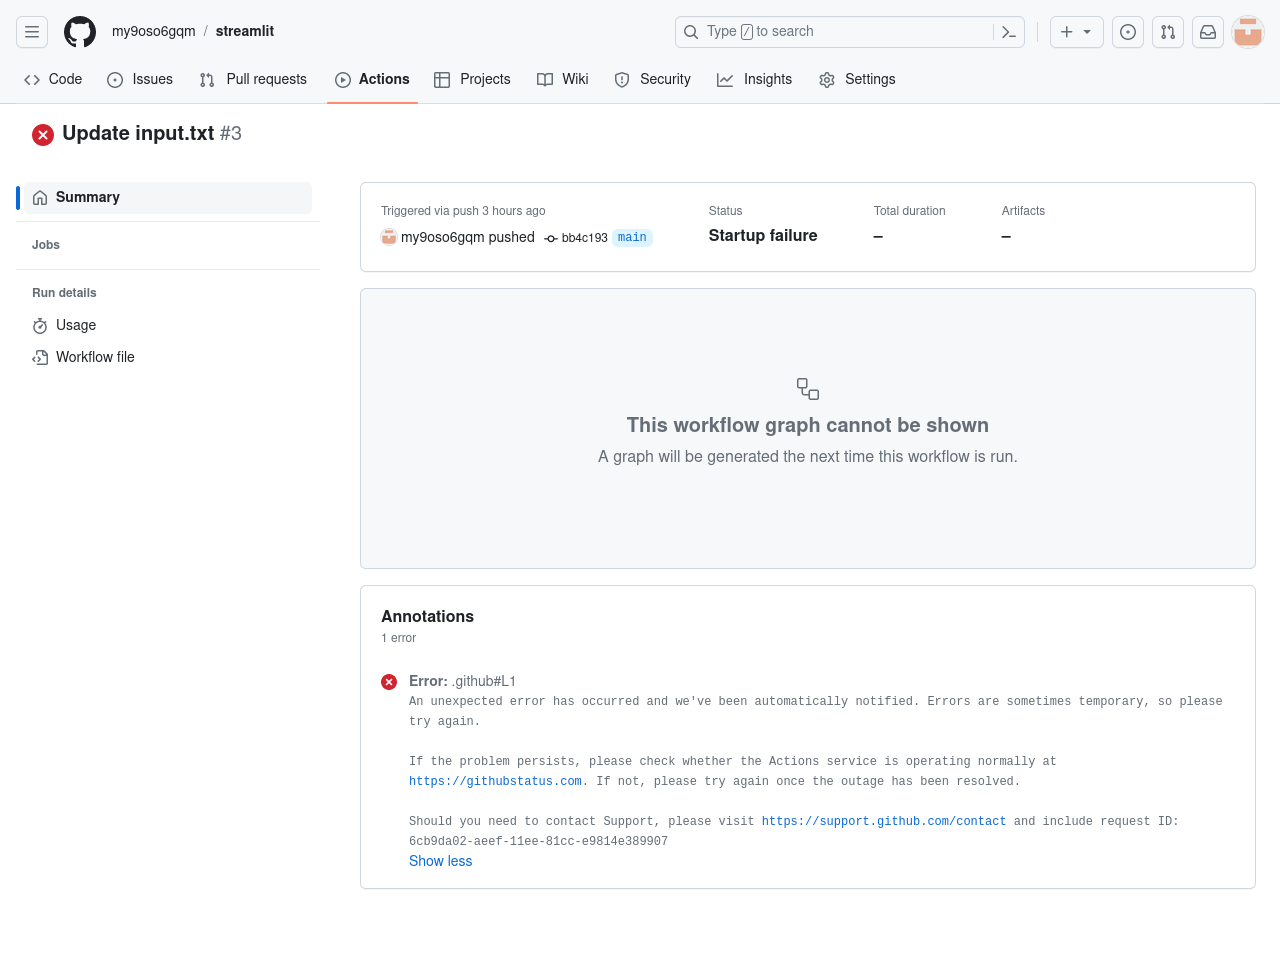 my9oso6gqm / streamlit
Type / to search
Code
Issues
Pull requests
Actions
Projects
Wiki
Security
Insights
Settings
Update input.txt #3
Summary
Jobs
Run details
Usage
Workflow file
Triggered via push 3 hours ago
my9oso6gqm pushed bb4c193 main
Status
Startup failure
Total duration
–
Artifacts
–
This workflow graph cannot be shown
A graph will be generated the next time this workflow is run.
Annotations
1 error
Error: .github#L1
An unexpected error has occurred and we've been automatically notified. Errors are sometimes temporary, so please
try again.
If the problem persists, please check whether the Actions service is operating normally at
https://githubstatus.com. If not, please try again once the outage has been resolved.
Should you need to contact Support, please visit https://support.github.com/contact and include request ID:
6cb9da02-aeef-11ee-81cc-e9814e389907
Show less